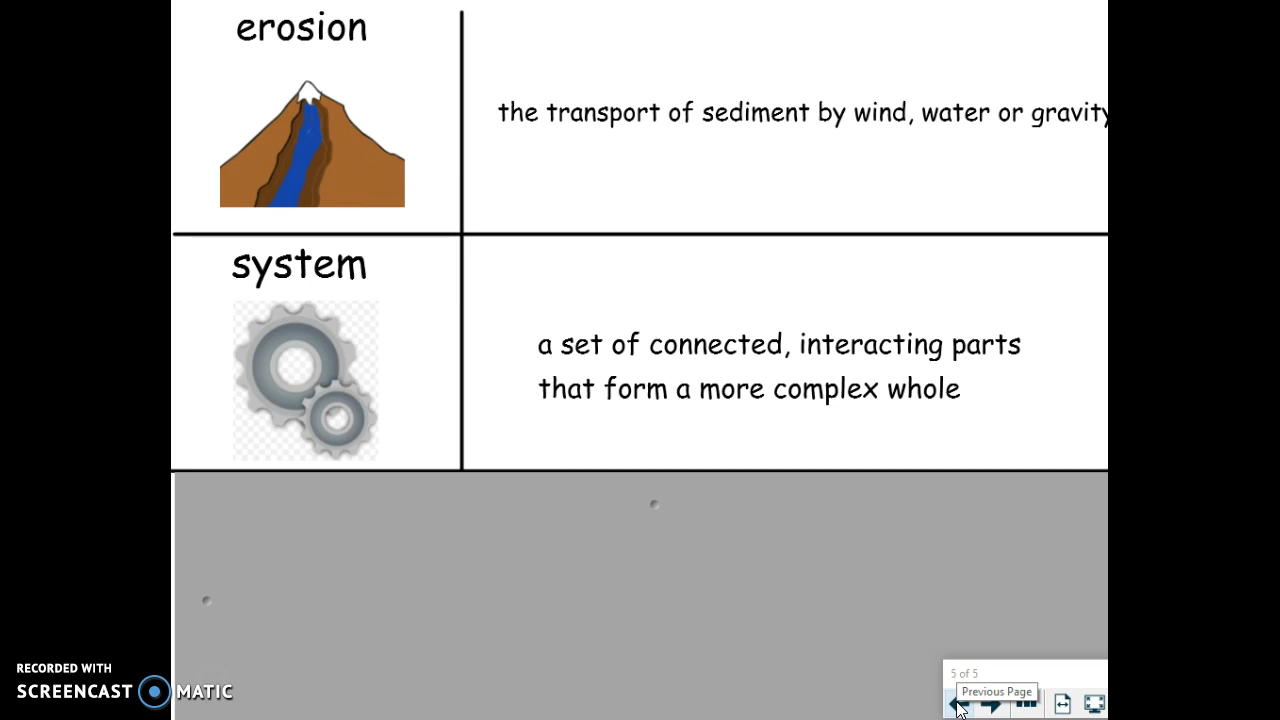 erosion
the transport of sediment by wind, water or gravity
system
a set of connected, interacting parts
that form a more complex whole
5 of 5
Previous Page
RECORDED WITH
SCREENCAST MATIC